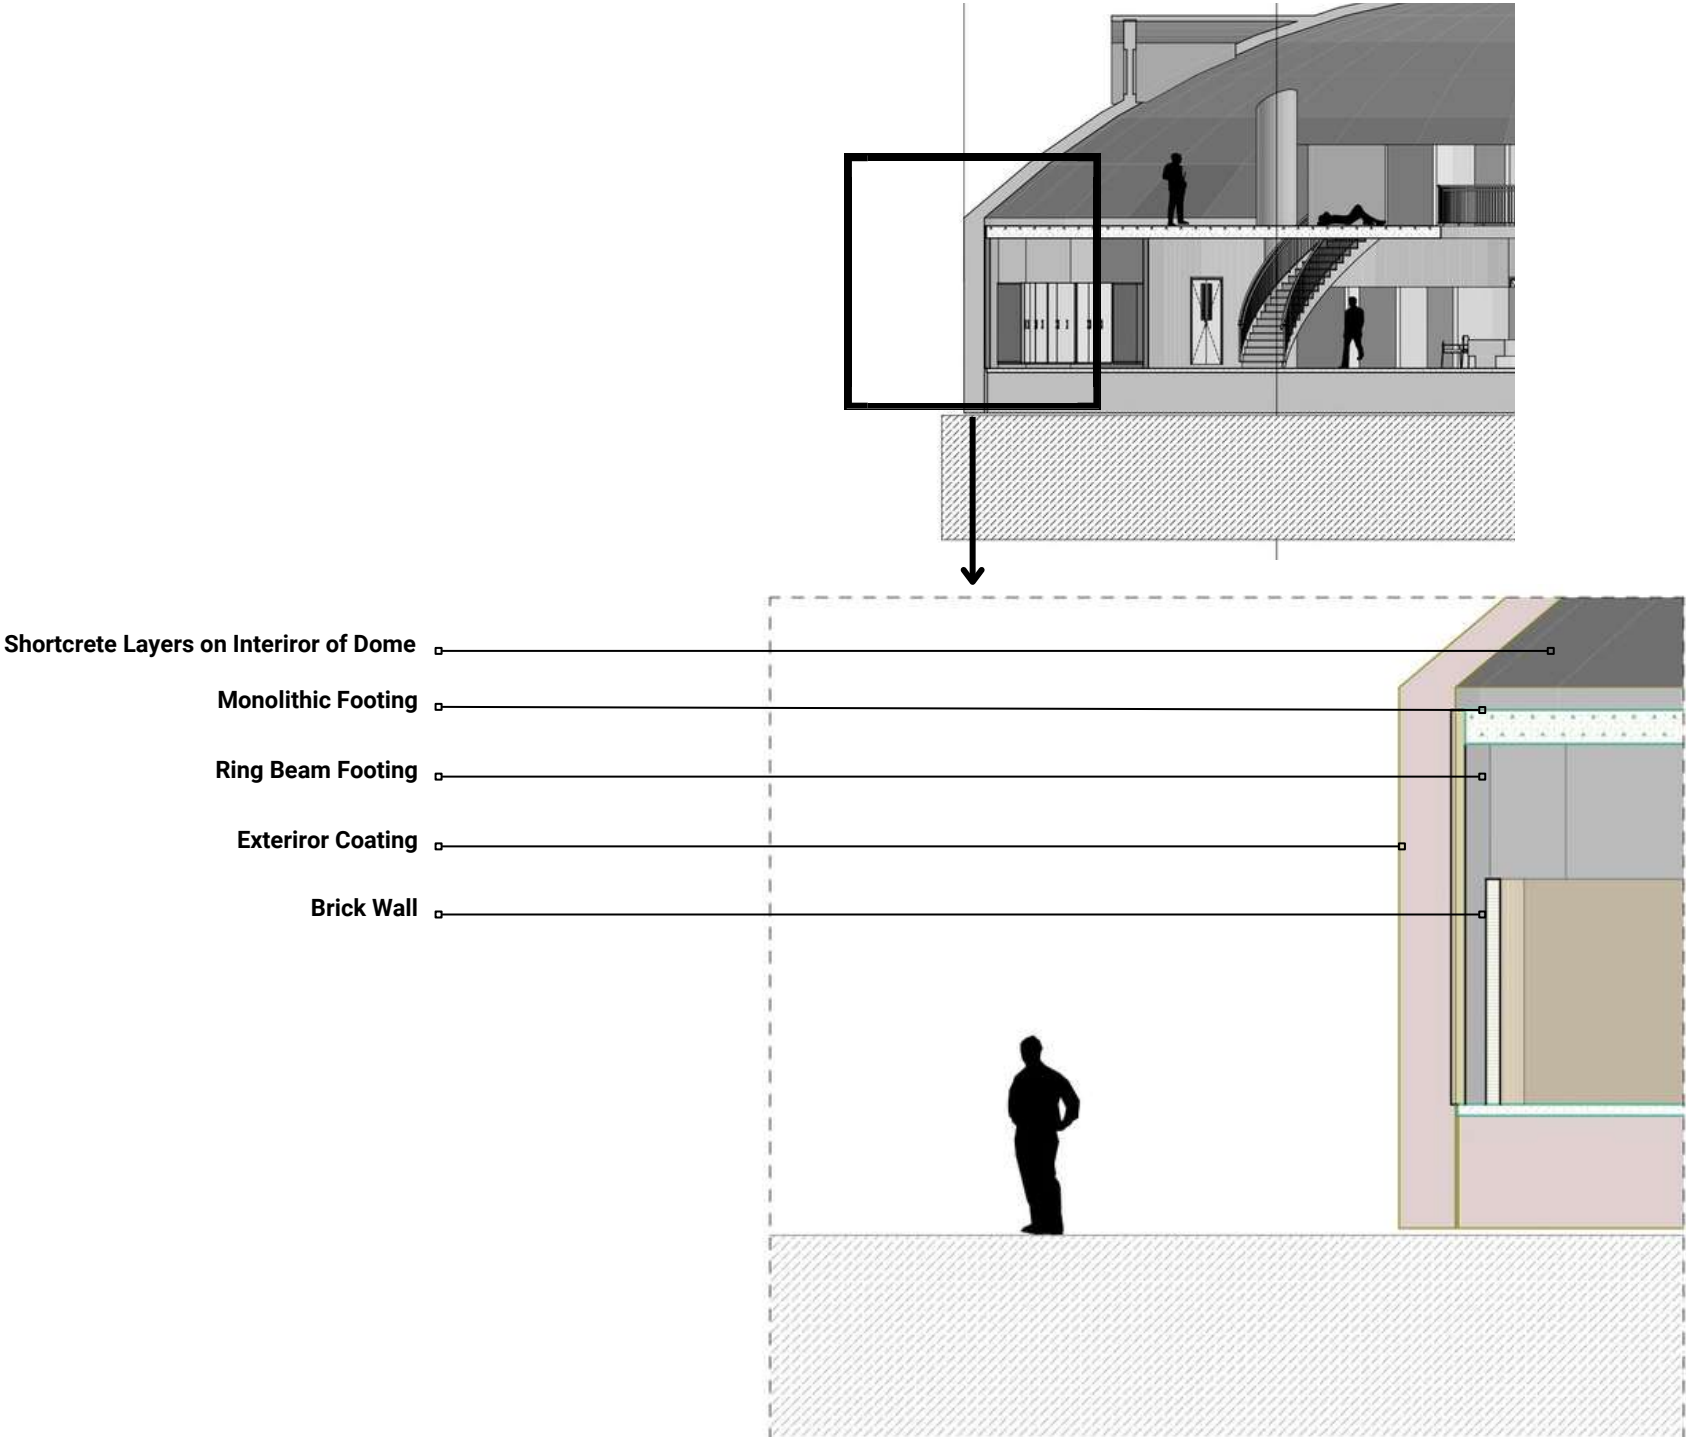 Shortcrete Layers on Interiror of Dome
Monolithic Footing
Ring Beam Footing
Exteriror Coating
Brick Wall